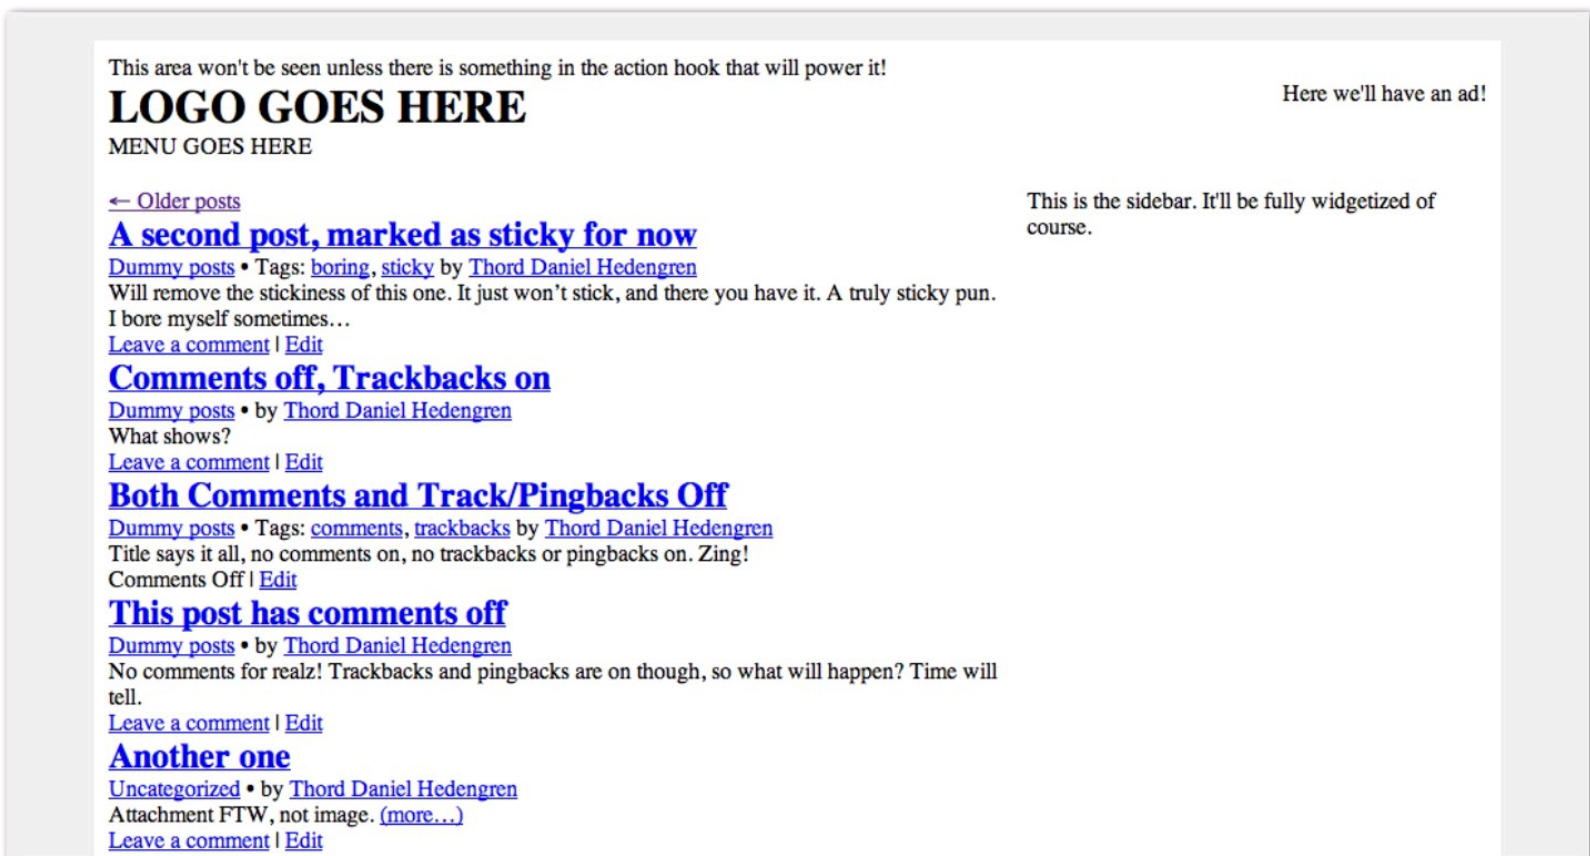 This area won't be seen unless there is something in the action hook that will power it!
Here we'll have an ad!
LOGO GOES HERE
MENU GOES HERE
← Older posts
A second post, marked as sticky for now
Dummy posts • Tags: boring, sticky by Thord Daniel Hedengren
Will remove the stickiness of this one. It just won’t stick, and there you have it. A truly sticky pun.
I bore myself sometimes…
Leave a comment | Edit
Comments off, Trackbacks on
Dummy posts • by Thord Daniel Hedengren
What shows?
Leave a comment | Edit
Both Comments and Track/Pingbacks Off
Dummy posts • Tags: comments, trackbacks by Thord Daniel Hedengren
Title says it all, no comments on, no trackbacks or pingbacks on. Zing!
Comments Off | Edit
This post has comments off
Dummy posts • by Thord Daniel Hedengren
No comments for realz! Trackbacks and pingbacks are on though, so what will happen? Time will
tell.
Leave a comment | Edit
Another one
Uncategorized • by Thord Daniel Hedengren
Attachment FTW, not image. (more…)
Leave a comment | Edit
This is the sidebar. It'll be fully widgetized of
course.